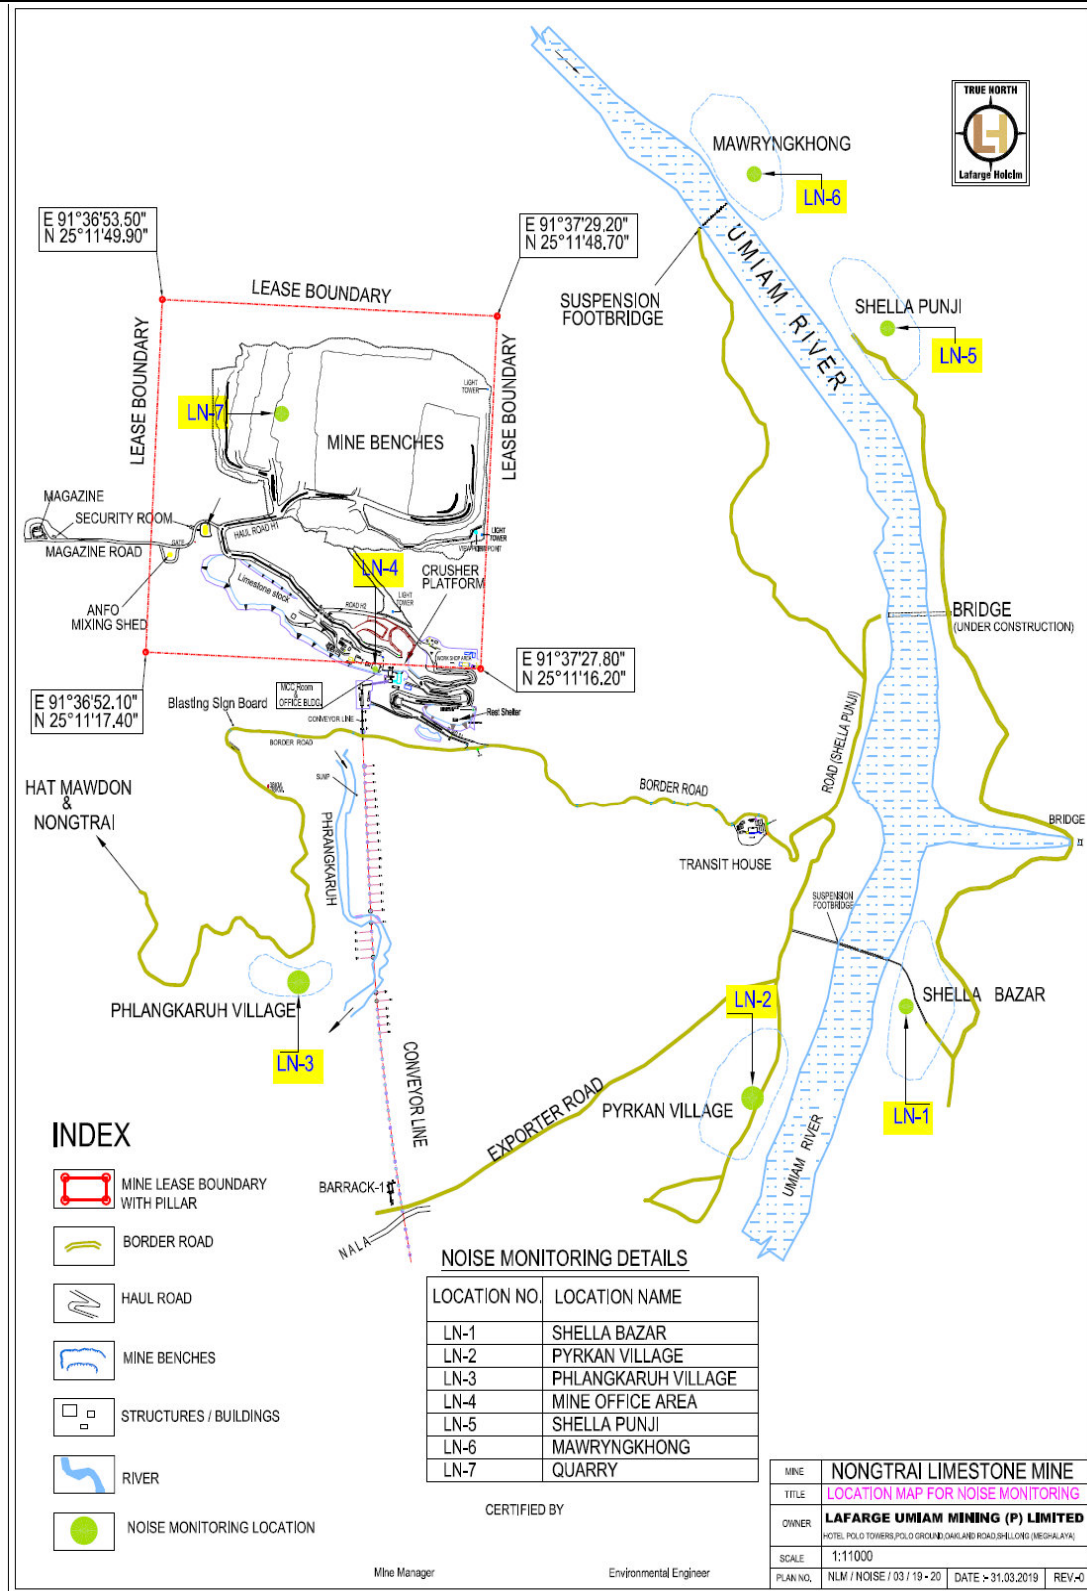 TRUE NORTH
LH
Lafarge Holcim
MAWRYNGKHONG
LN-6
E 91°36'53.50"
N 25°11'49.90"
E 91°37'29.20"
N 25°11'48.70"
UMIAM RIVER
LEASE BOUNDARY
SUSPENSION
FOOTBRIDGE
SHELLA PUNJI
LN-5
LEASE BOUNDARY
LEASE BOUNDARY
LIGHT
TOWER
LN-7
MINE BENCHES
MAGAZINE
SECURITY ROOM
GATE
MAGAZINE ROAD
HAUL ROAD H1
LIGHT
TOWER
VIEW POINT
LN-4
CRUSHER
PLATFORM
Limestone stock
ANFO
MIXING SHED
ROAD H2
LIGHT
TOWER
BRIDGE
(UNDER CONSTRUCTION)
WORK SHOP AREA
E 91°37'27.80"
N 25°11'16.20"
E 91°36'52.10"
N 25°11'17.40"
MCC Room
&
OFFICE BLDG.
Blasting Sign Board
CONVEYOR LINE
Rest Shelter
BORDER ROAD
ROAD (SHELLA PUNJI)
SUMP
HAT MAWDON
&
NONGTRAI
BORDER ROAD
PHRANGKARUH
BRIDGE
TRANSIT HOUSE
SUSPENSION
FOOTBRIDGE
PHLANGKARUH VILLAGE
LN-3
LN-2
SHELLA BAZAR
LN-1
CONVEYOR LINE
EXPORTER ROAD
PYRKAN VILLAGE
UMIAM RIVER
BARRACK-1
NALA
INDEX
MINE LEASE BOUNDARY
WITH PILLAR
BORDER ROAD
HAUL ROAD
MINE BENCHES
STRUCTURES / BUILDINGS
RIVER
NOISE MONITORING LOCATION
NOISE MONITORING DETAILS
LOCATION NO. LOCATION NAME
LN-1 SHELLA BAZAR
LN-2 PYRKAN VILLAGE
LN-3 PHLANGKARUH VILLAGE
LN-4 MINE OFFICE AREA
LN-5 SHELLA PUNJI
LN-6 MAWRYNGKHONG
LN-7 QUARRY
CERTIFIED BY
Mine Manager
Environmental Engineer
MINE NONGTRAI LIMESTONE MINE
TITLE LOCATION MAP FOR NOISE MONITORING
OWNER LAFARGE UMIAM MINING (P) LIMITED
HOTEL POLO TOWERS,POLO GROUND,OAKLAND ROAD,SHILLONG (MEGHALAYA)
SCALE 1:11000
PLAN NO. NLM / NOISE / 03 / 19 - 20 DATE :- 31.03.2019 REV.-0